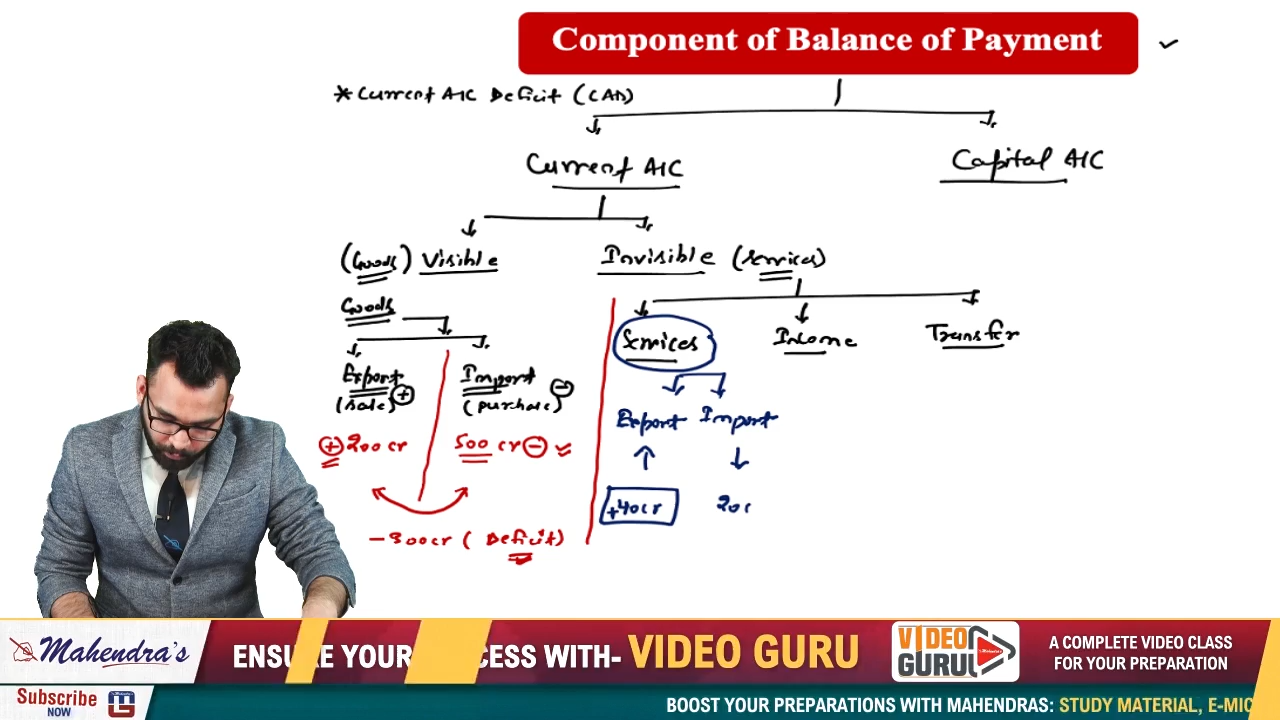 Component of Balance of Payment
* Current A/C Deficit (CAD)
Current A/C
Capital A/C
(Goods) Visible
Invisible (Services)
Goods
Services
Income
Transfer
Export
(Sale) +
Import
(Purchase) -
Export
Import
+ 200 cr
500 cr -
+40cr
20c
-300cr (Deficit)
Mahendra's
ENSURE YOUR CCESS WITH- VIDEO GURU
VIDEO
GURU
A COMPLETE VIDEO CLASS
FOR YOUR PREPARATION
Subscribe
NOW
BOOST YOUR PREPARATIONS WITH MAHENDRAS: STUDY MATERIAL, E-MIC